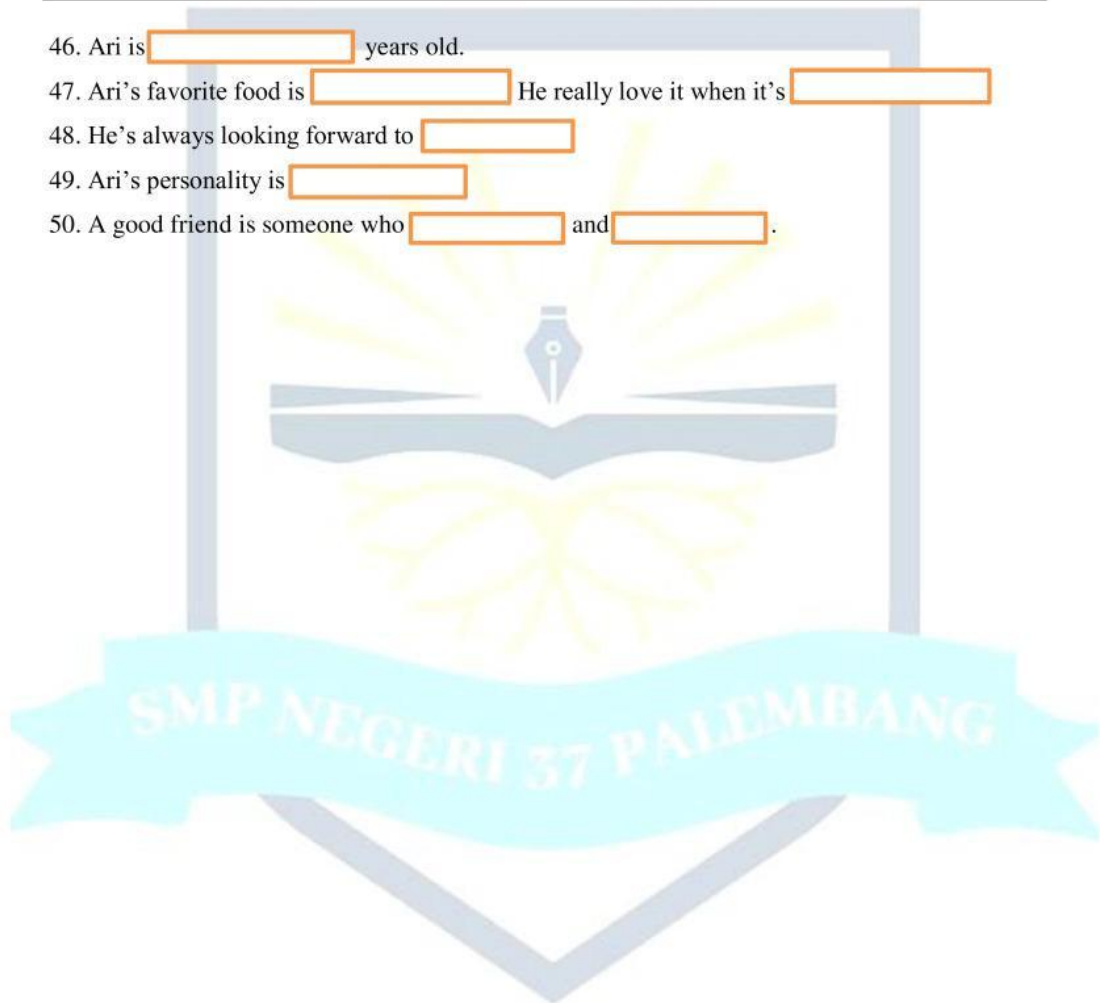 46. Ari is years old.
47. Ari’s favorite food is He really love it when it’s
48. He’s always looking forward to
49. Ari’s personality is
50. A good friend is someone who and .
SMP NEGERI 37 PALEMBANG